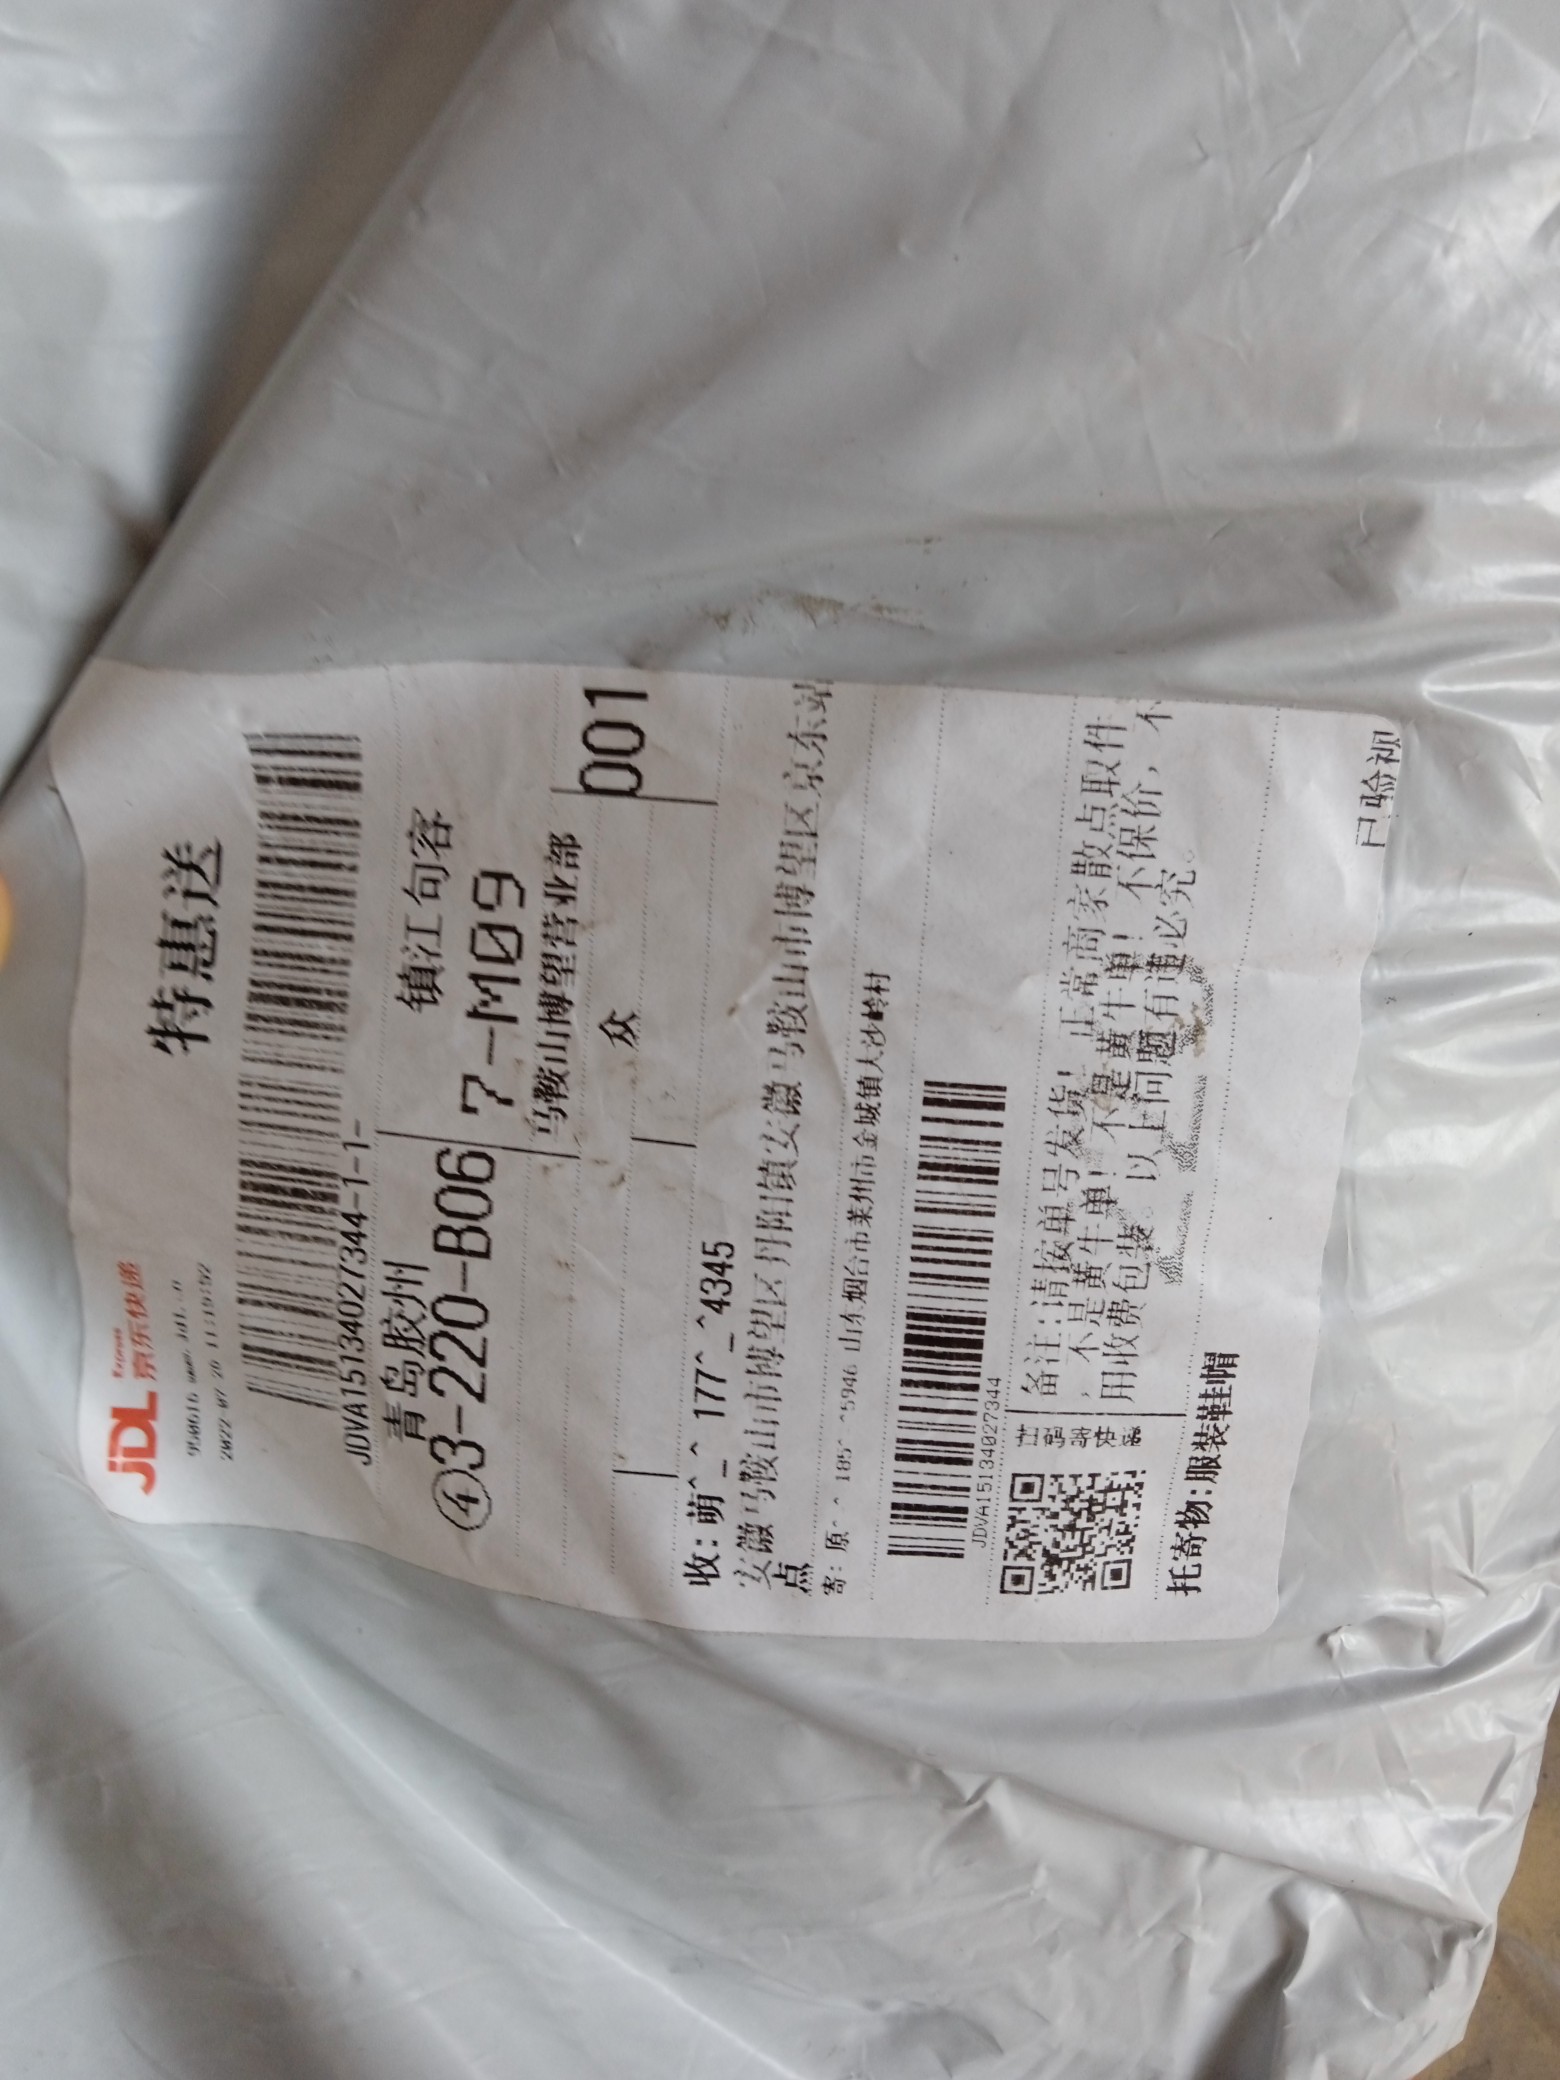 JDL Express
京东快递
特惠送
JDVA15134027344-1-1-
青岛胶州
镇江句容
④3-220-B06
7-M09
马鞍山博望营业部
众
001
收: 萌^_^ 177^_^4345
安徽马鞍山市博望区丹阳镇安徽马鞍山市博望区京东站
点
寄: 原^ ^ 185^ ^5946 山东烟台市莱州市金城镇大沙岭村
JDVA15134027344
备注:请按单号发货! 正常商家散点取件
,不是黄牛单! 不是黄牛单! 不保价,不
用收费包装。以上问题有违必究。
托寄物:服装鞋帽
已验视